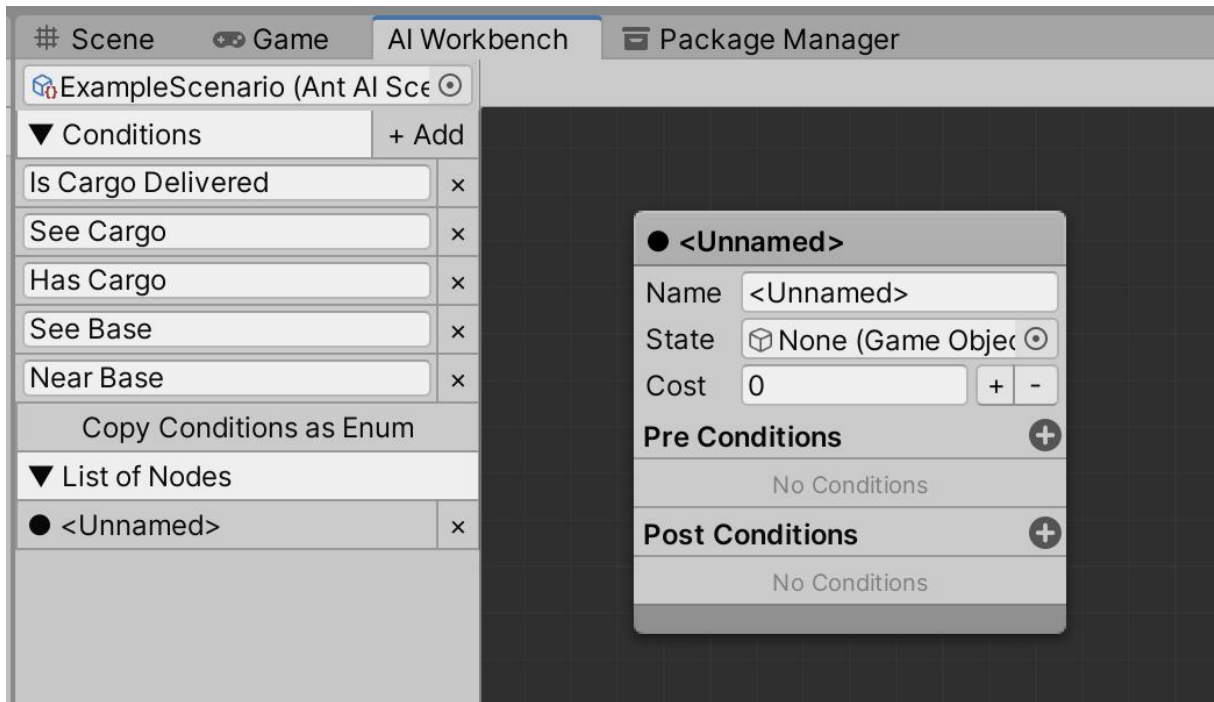 Scene Game AI Workbench Package Manager
ExampleScenario (Ant AI Sce
Conditions + Add
Is Cargo Delivered ×
See Cargo ×
Has Cargo ×
See Base ×
Near Base ×
Copy Conditions as Enum
List of Nodes
<Unnamed> ×
<Unnamed>
Name <Unnamed>
State None (Game Objec
Cost 0 + -
Pre Conditions
No Conditions
Post Conditions
No Conditions